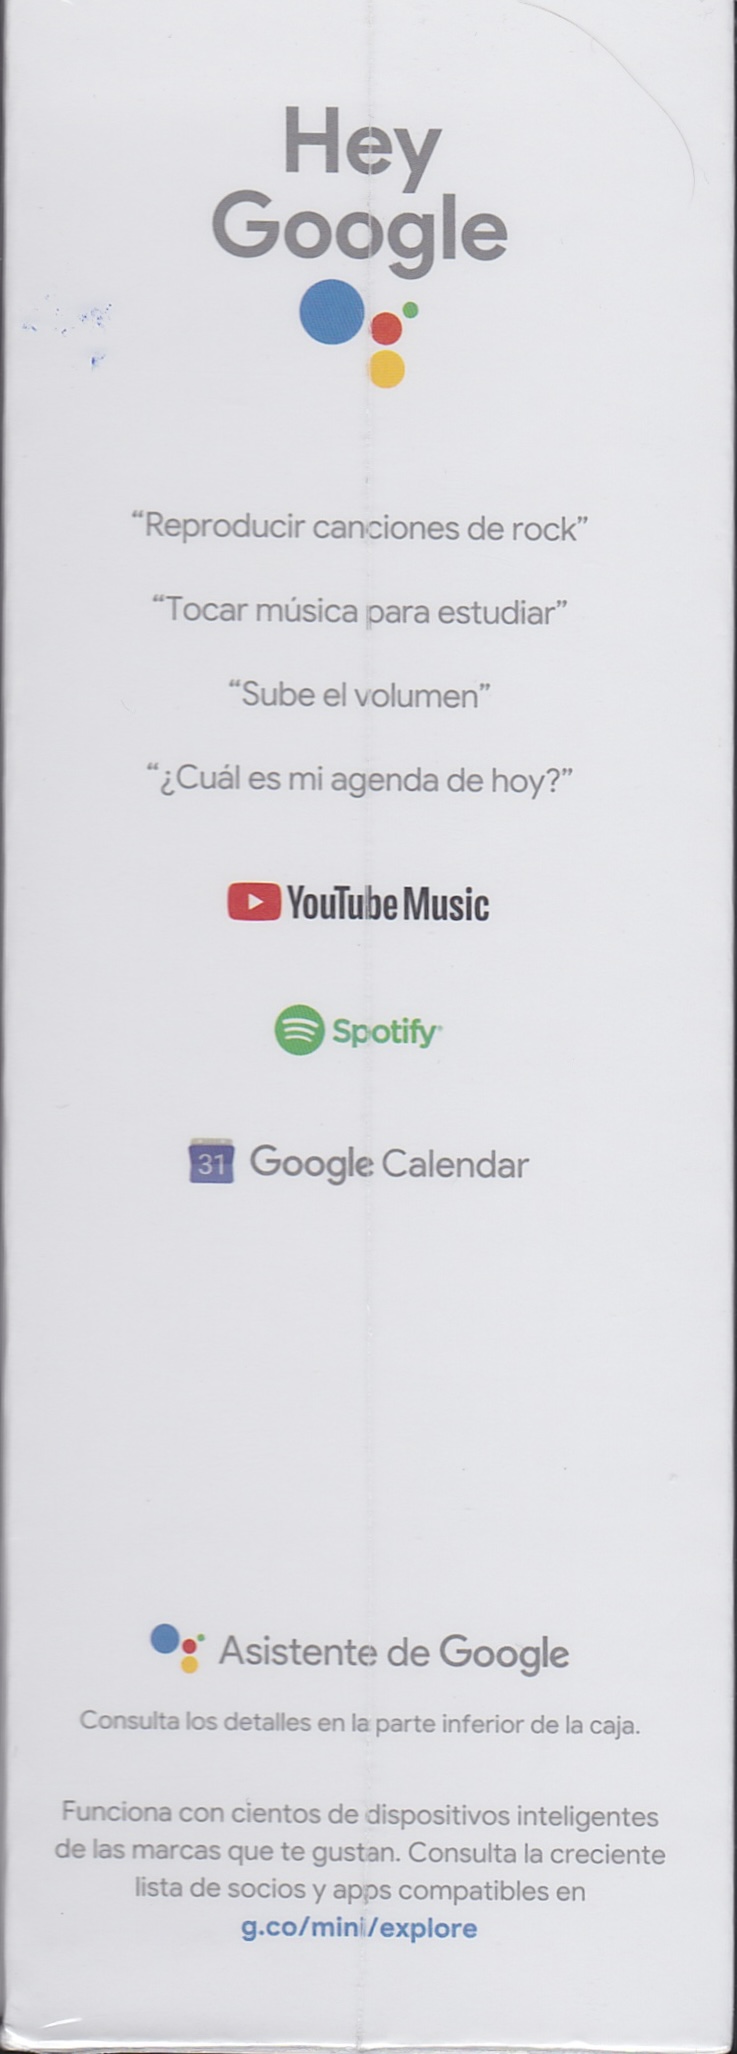 Hey
Google
“Reproducir canciones de rock”
“Tocar música para estudiar”
“Sube el volumen”
“¿Cuál es mi agenda de hoy?”
YouTube Music
Spotify
31 Google Calendar
Asistente de Google
Consulta los detalles en la parte inferior de la caja.
Funciona con cientos de dispositivos inteligentes
de las marcas que te gustan. Consulta la creciente
lista de socios y apps compatibles en
g.co/mini/explore